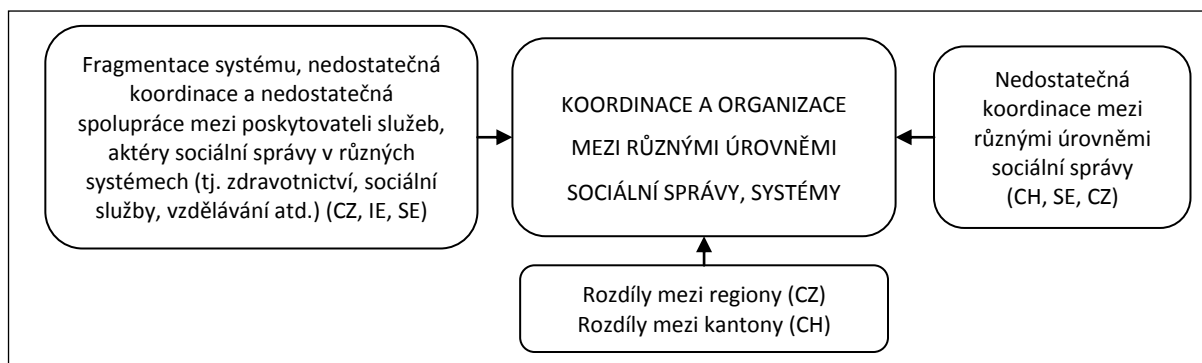 Fragmentace systému, nedostatečná
koordinace a nedostatečná
spolupráce mezi poskytovateli služeb,
aktéry sociální správy v různých
systémech (tj. zdravotnictví, sociální
služby, vzdělávání atd.) (CZ, IE, SE)
KOORDINACE A ORGANIZACE
MEZI RŮZNÝMI ÚROVNĚMI
SOCIÁLNÍ SPRÁVY, SYSTÉMY
Nedostatečná
koordinace mezi
různými úrovněmi
sociální správy
(CH, SE, CZ)
Rozdíly mezi regiony (CZ)
Rozdíly mezi kantony (CH)